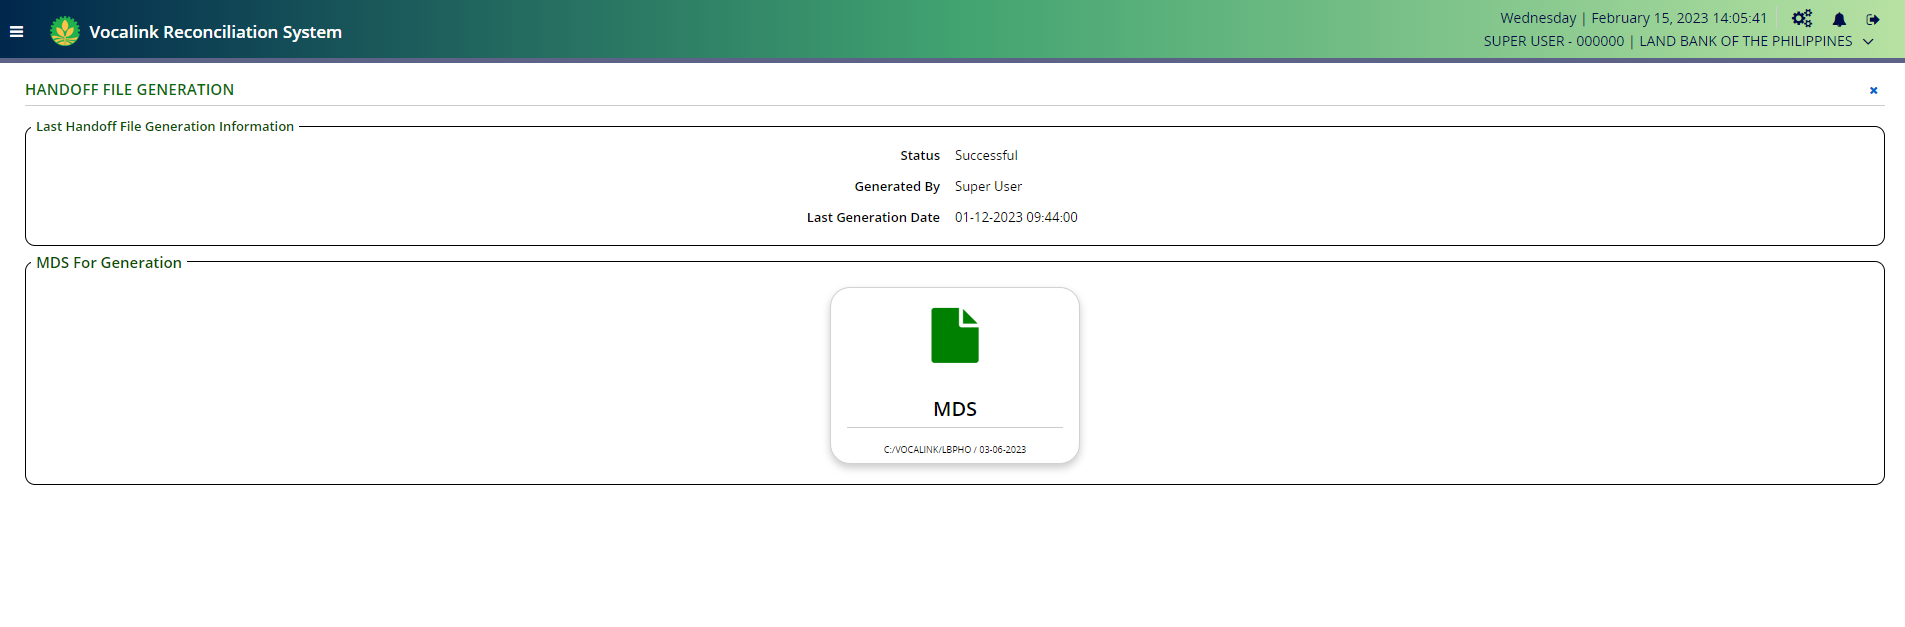 Vocalink Reconciliation System
Wednesday | February 15, 2023 14:05:41
SUPER USER - 000000 | LAND BANK OF THE PHILIPPINES
HANDOFF FILE GENERATION
Last Handoff File Generation Information
Status Successful
Generated By Super User
Last Generation Date 01-12-2023 09:44:00
MDS For Generation
MDS
C:/VOCALINK/LBPHO / 03-06-2023